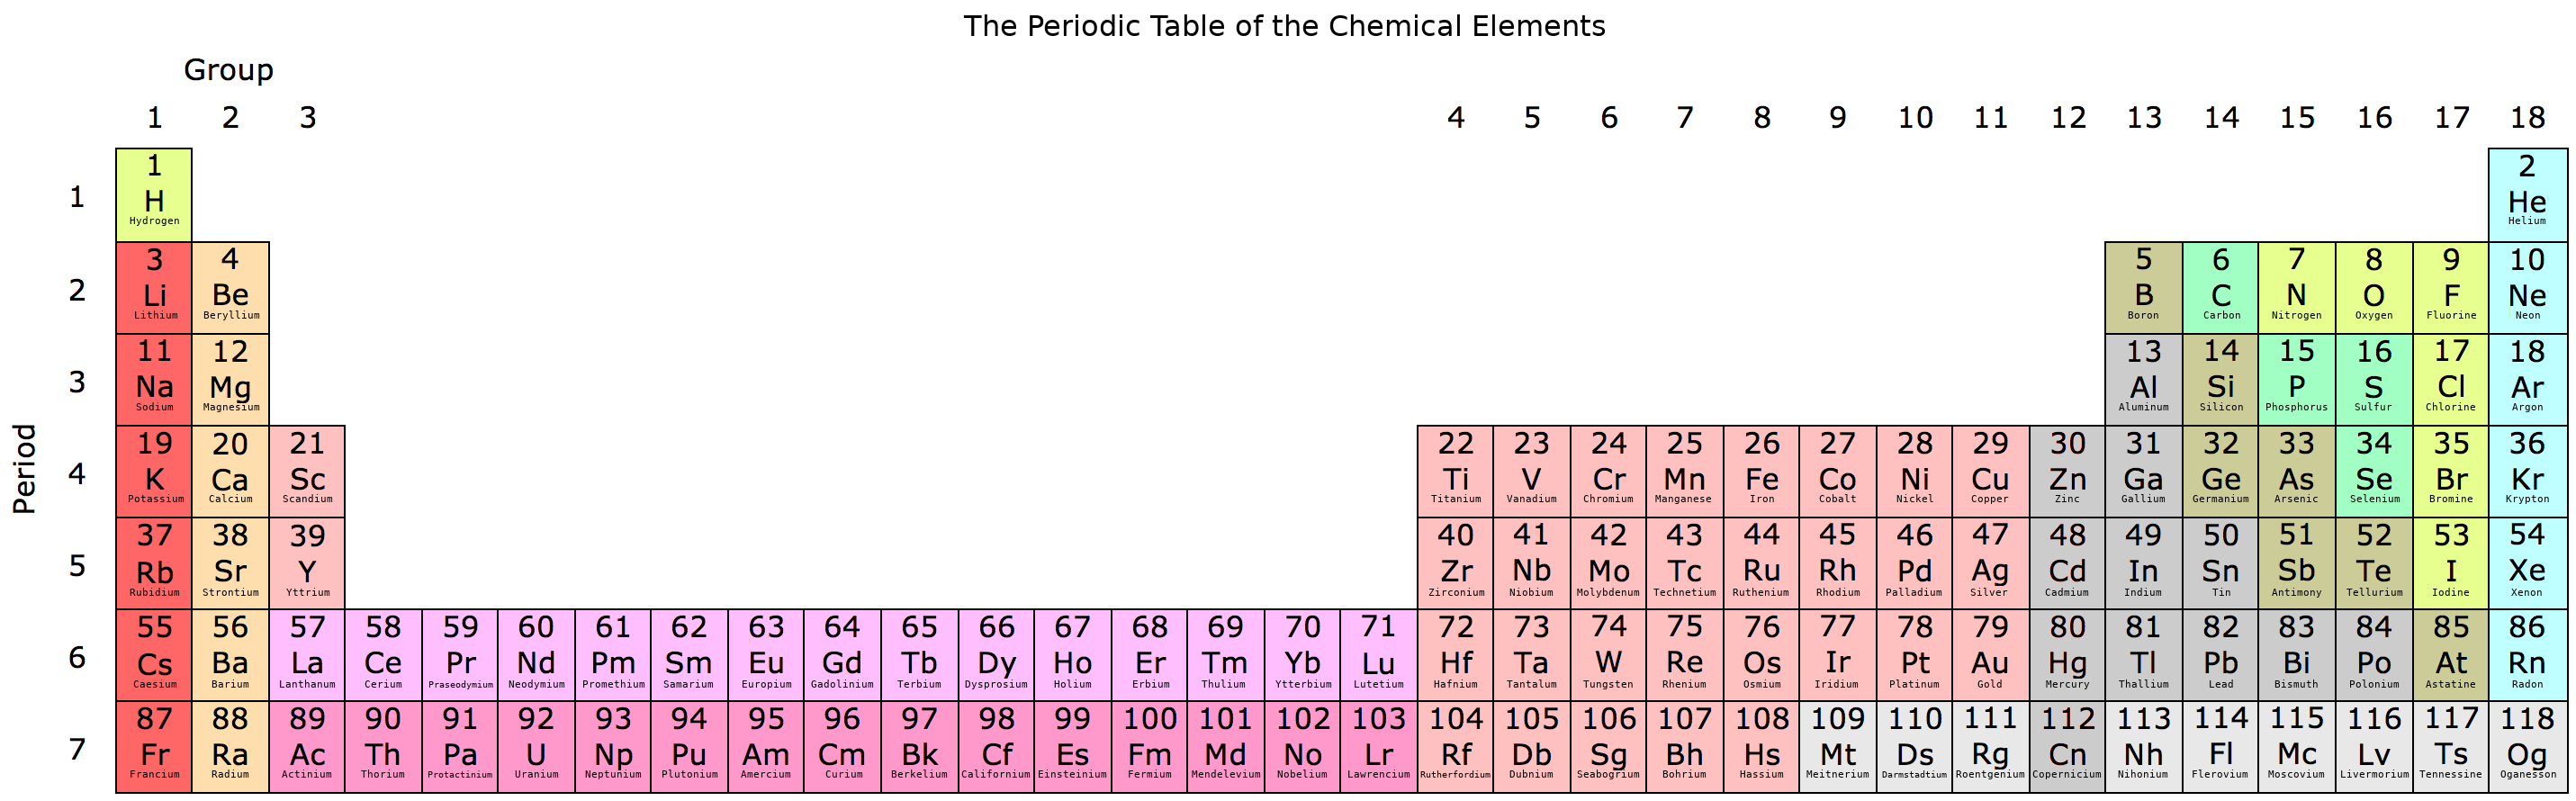 The Periodic Table of the Chemical Elements
Group
1 2 3 4 5 6 7 8 9 10 11 12 13 14 15 16 17 18
1 2
1 H He
Hydrogen Helium
3 4 5 6 7 8 9 10
2 Li Be B C N O F Ne
Lithium Beryllium Boron Carbon Nitrogen Oxygen Fluorine Neon
11 12 13 14 15 16 17 18
3 Na Mg Al Si P S Cl Ar
Sodium Magnesium Aluminum Silicon Phosphorus Sulfur Chlorine Argon
Period
19 20 21 22 23 24 25 26 27 28 29 30 31 32 33 34 35 36
4 K Ca Sc Ti V Cr Mn Fe Co Ni Cu Zn Ga Ge As Se Br Kr
Potassium Calcium Scandium Titanium Vanadium Chromium Manganese Iron Cobalt Nickel Copper Zinc Gallium Germanium Arsenic Selenium Bromine Krypton
37 38 39 40 41 42 43 44 45 46 47 48 49 50 51 52 53 54
5 Rb Sr Y Zr Nb Mo Tc Ru Rh Pd Ag Cd In Sn Sb Te I Xe
Rubidium Strontium Yttrium Zirconium Niobium Molybdenum Technetium Ruthenium Rhodium Palladium Silver Cadmium Indium Tin Antimony Tellurium Iodine Xenon
55 56 57 58 59 60 61 62 63 64 65 66 67 68 69 70 71 72 73 74 75 76 77 78 79 80 81 82 83 84 85 86
6 Cs Ba La Ce Pr Nd Pm Sm Eu Gd Tb Dy Ho Er Tm Yb Lu Hf Ta W Re Os Ir Pt Au Hg Tl Pb Bi Po At Rn
Caesium Barium Lanthanum Cerium Praseodymium Neodymium Promethium Samarium Europium Gadolinium Terbium Dysprosium Holium Erbium Thulium Ytterbium Lutetium Hafnium Tantalum Tungsten Rhenium Osmium Iridium Platinum Gold Mercury Thallium Lead Bismuth Polonium Astatine Radon
87 88 89 90 91 92 93 94 95 96 97 98 99 100 101 102 103 104 105 106 107 108 109 110 111 112 113 114 115 116 117 118
7 Fr Ra Ac Th Pa U Np Pu Am Cm Bk Cf Es Fm Md No Lr Rf Db Sg Bh Hs Mt Ds Rg Cn Nh Fl Mc Lv Ts Og
Francium Radium Actinium Thorium Protactinium Uranium Neptunium Plutonium Amercium Curium Berkelium Californium Einsteinium Fermium Mendelevium Nobelium Lawrencium Rutherfordium Dubnium Seabogrium Bohrium Hassium Meitnerium Darmstadtium Roentgenium Copernicium Nihonium Flerovium Moscovium Livermorium Tennessine Oganesson